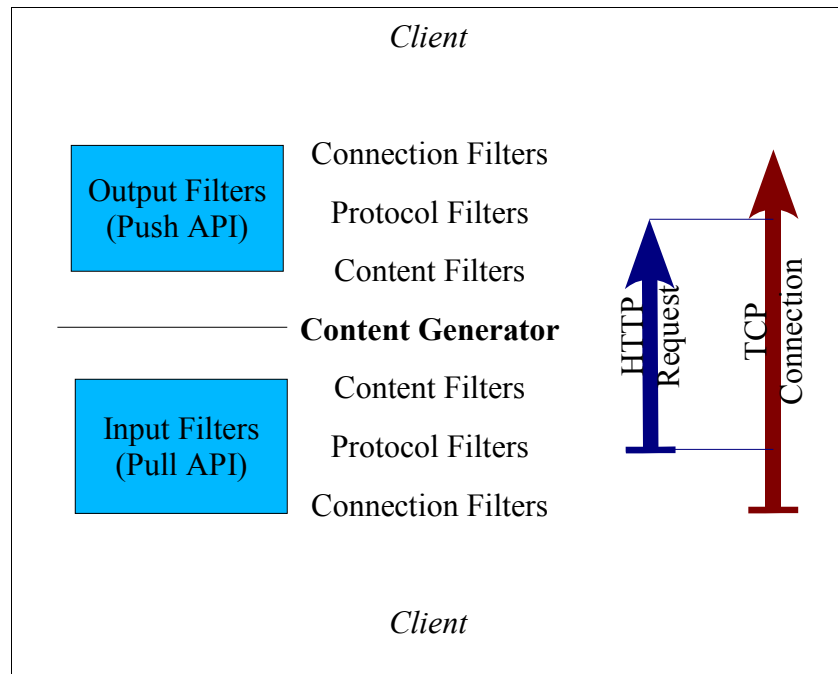 Client
Output Filters
(Push API)
Connection Filters
Protocol Filters
Content Filters
Content Generator
Input Filters
(Pull API)
Content Filters
Protocol Filters
Connection Filters
HTTP
Request
TCP
Connection
Client